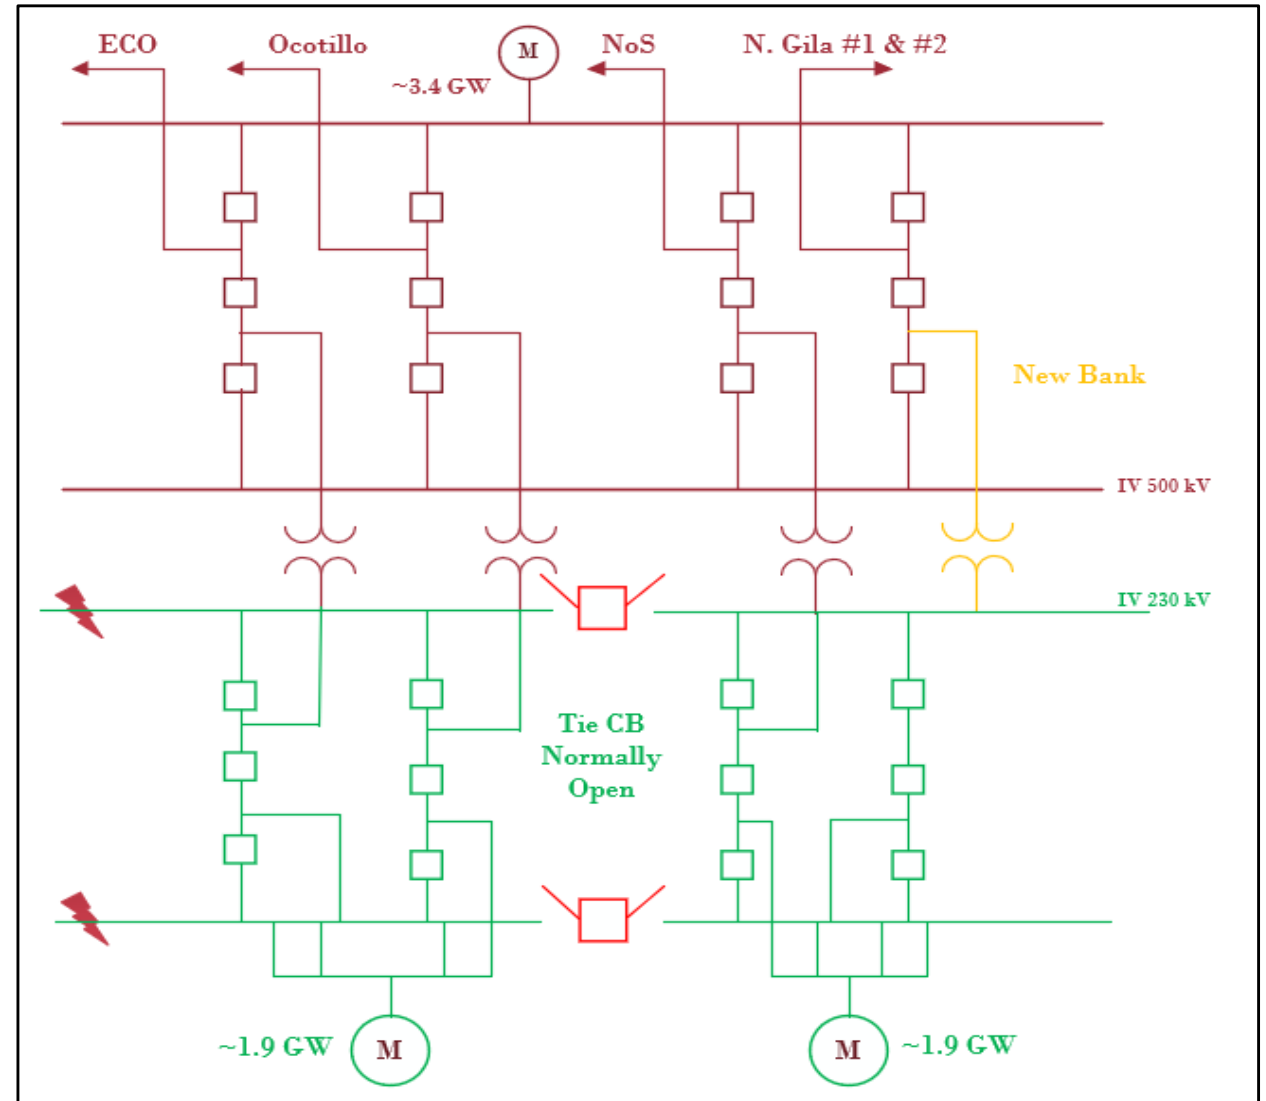 ECO
Ocotillo
M
NoS
N. Gila #1 & #2
~3.4 GW
New Bank
IV 500 kV
IV 230 kV
Tie CB
Normally
Open
~1.9 GW
M
M
~1.9 GW